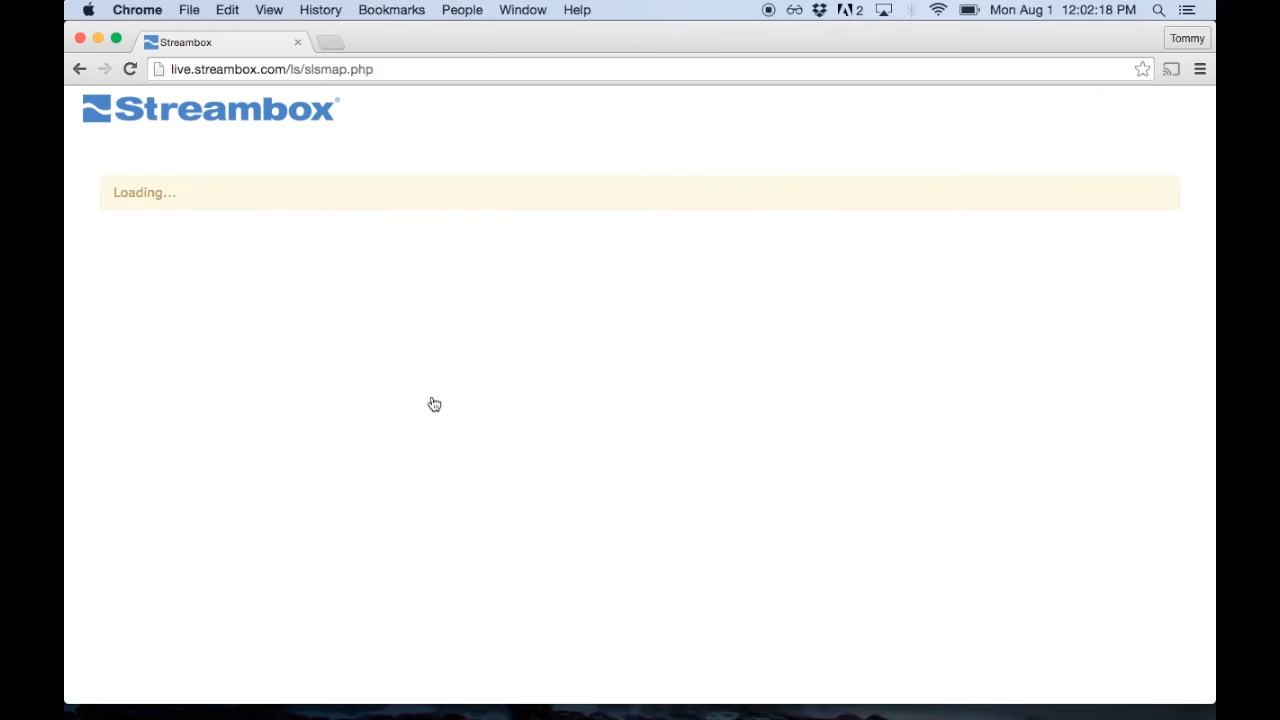 Chrome File Edit View History Bookmarks People Window Help 2 Mon Aug 1 12:02:18 PM
Streambox Tommy
live.streambox.com/ls/slsmap.php
Streambox®
Loading...